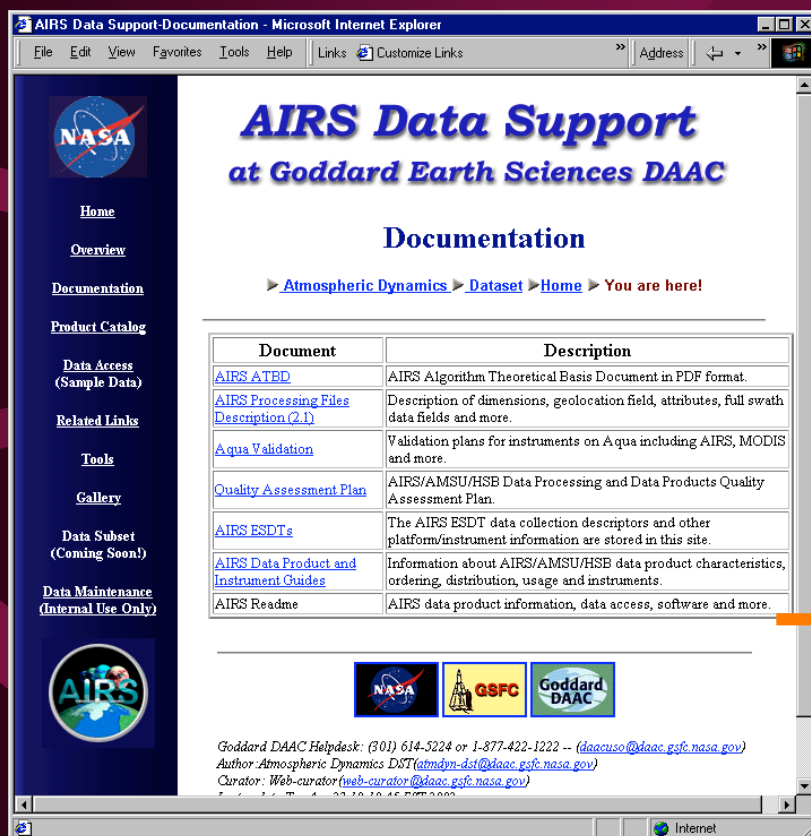 AIRS Data Support-Documentation - Microsoft Internet Explorer
File Edit View Favorites Tools Help Links Customize Links » Address »
NASA
AIRS Data Support
at Goddard Earth Sciences DAAC
Home
Overview
Documentation
Product Catalog
Data Access
(Sample Data)
Related Links
Tools
Gallery
Data Subset
(Coming Soon!)
Data Maintenance
(Internal Use Only)
AIRS
Documentation
Atmospheric Dynamics Dataset Home You are here!
Document Description
AIRS ATBD AIRS Algorithm Theoretical Basis Document in PDF format.
AIRS Processing Files Description of dimensions, geolocation field, attributes, full swath
Description (2.1) data fields and more.
Aqua Validation Validation plans for instruments on Aqua including AIRS, MODIS
and more.
Quality Assessment Plan AIRS/AMSU/HSB Data Processing and Data Products Quality
Assessment Plan.
AIRS ESDTs The AIRS ESDT data collection descriptors and other
platform/instrument information are stored in this site.
AIRS Data Product and Information about AIRS/AMSU/HSB data product characteristics,
Instrument Guides ordering, distribution, usage and instruments.
AIRS Readme AIRS data product information, data access, software and more.
NASA GSFC Goddard
DAAC
Goddard DAAC Helpdesk: (301) 614-5224 or 1-877-422-1222 -- (daacuso@daac.gsfc.nasa.gov)
Author:Atmospheric Dynamics DST(atmdyn-dst@daac.gsfc.nasa.gov)
Curator: Web-curator(web-curator@daac.gsfc.nasa.gov)
Internet